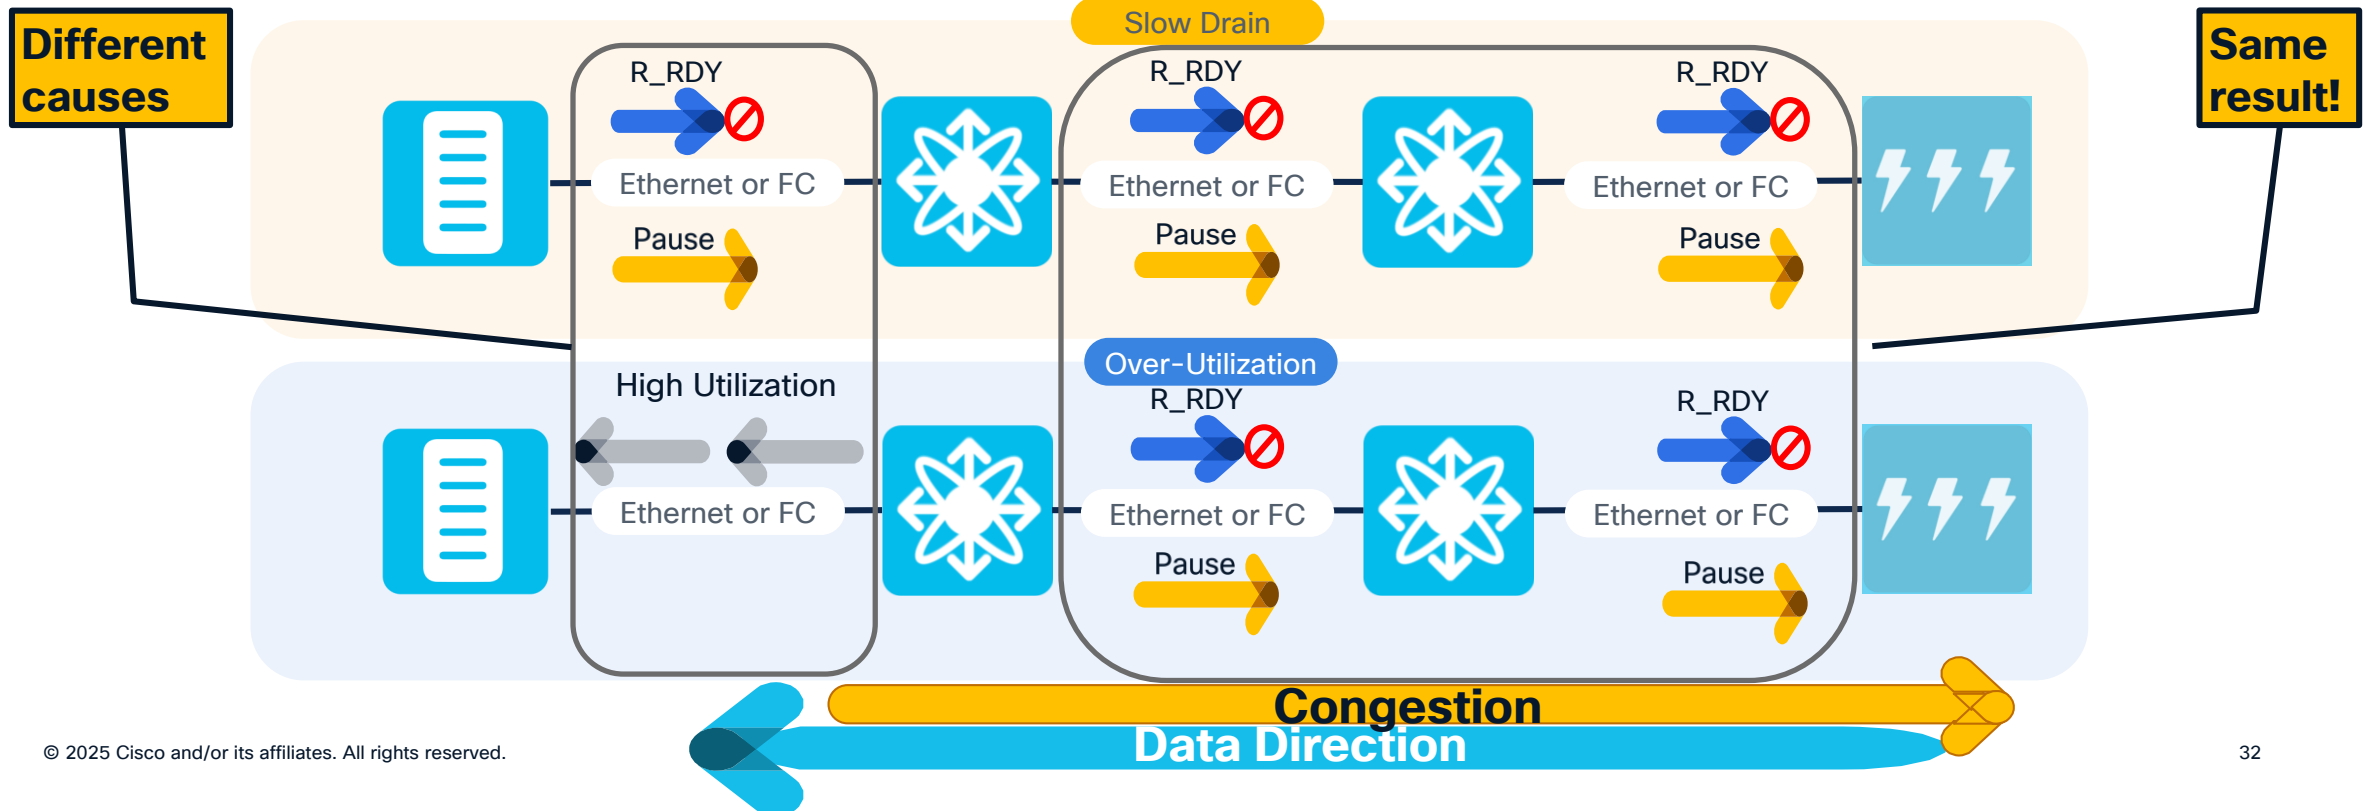 Different
causes
Slow Drain
Same
result!
R_RDY
R_RDY
R_RDY
Ethernet or FC
Ethernet or FC
Ethernet or FC
Pause
Pause
Pause
Over-Utilization
High Utilization
R_RDY
R_RDY
Ethernet or FC
Ethernet or FC
Ethernet or FC
Pause
Pause
Congestion
Data Direction
© 2025 Cisco and/or its affiliates. All rights reserved.
32